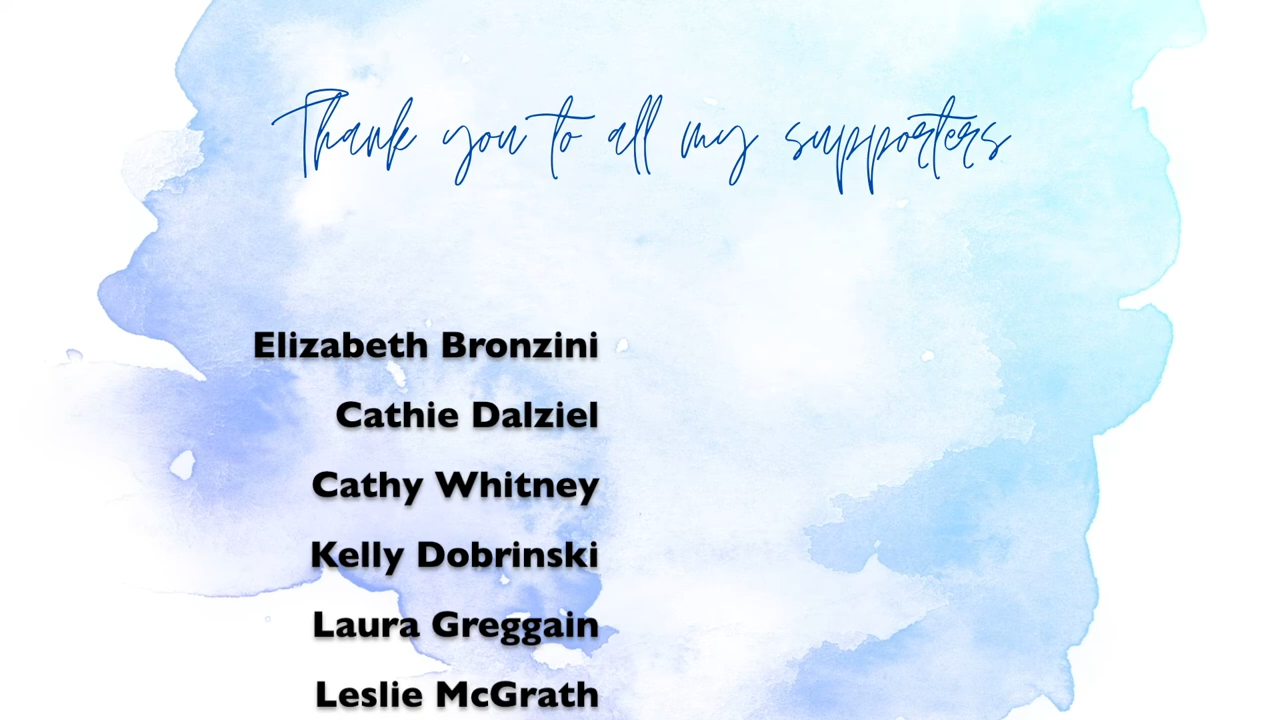 Thank you to all my supporters
Elizabeth Bronzini
Cathie Dalziel
Cathy Whitney
Kelly Dobrinski
Laura Greggain
Leslie McGrath